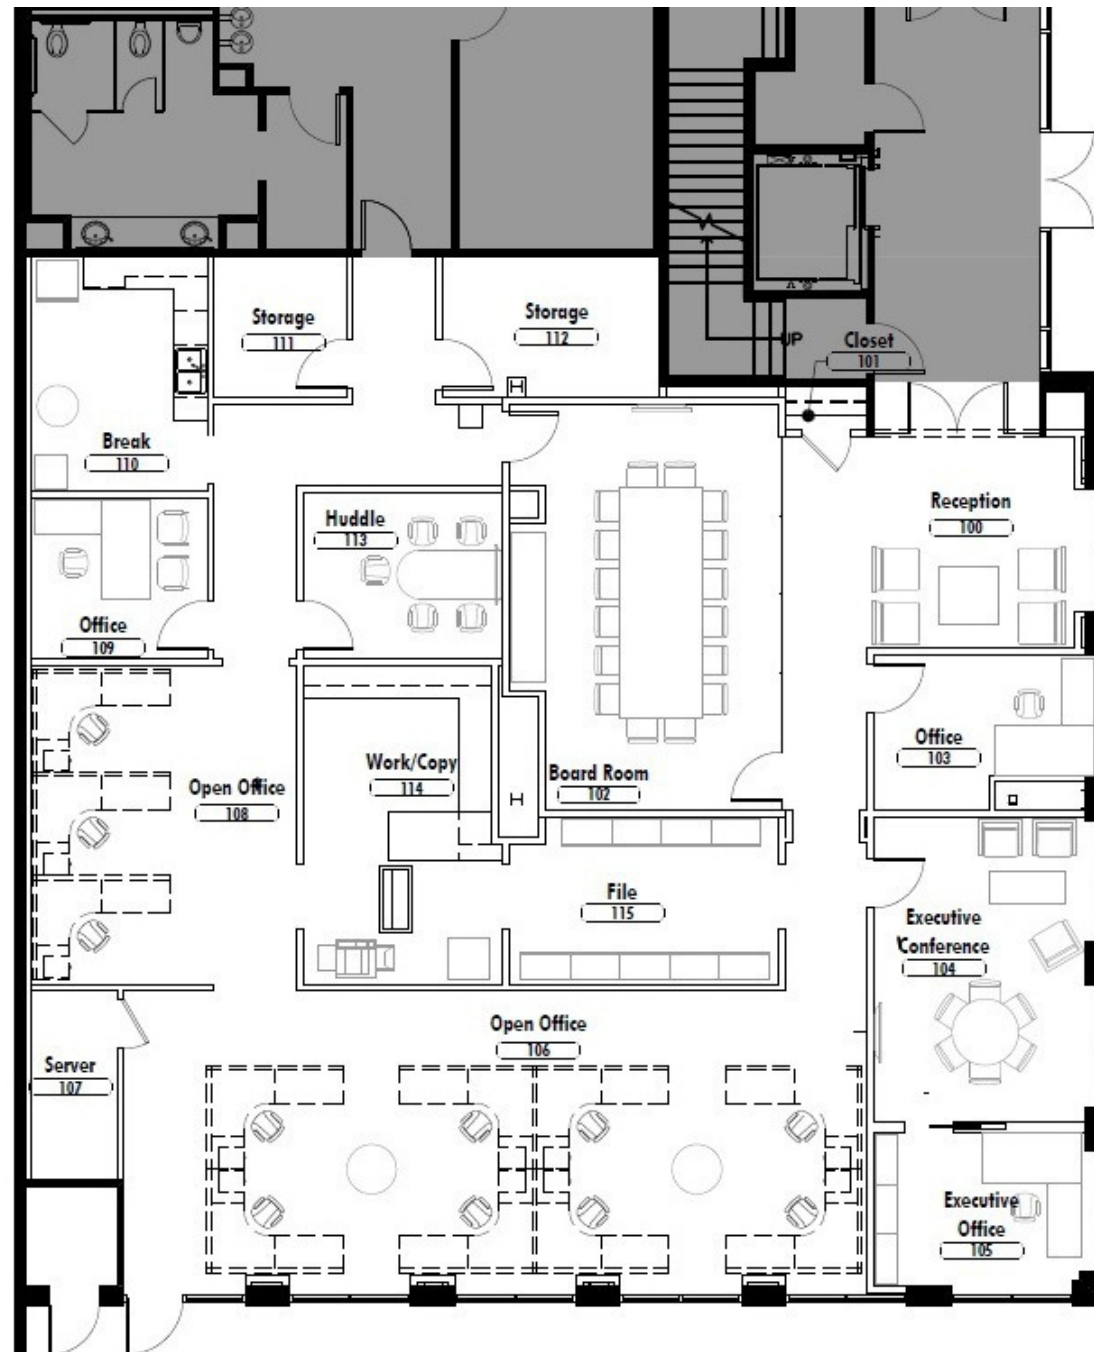 Storage
111
Storage
112
UP
Closet
101
Break
110
Huddle
113
Reception
100
Office
109
Office
103
Work/Copy
114
Board Room
102
Open Office
108
H
H
File
115
Executive
Conference
104
Open Office
106
Server
107
Executive
Office
105